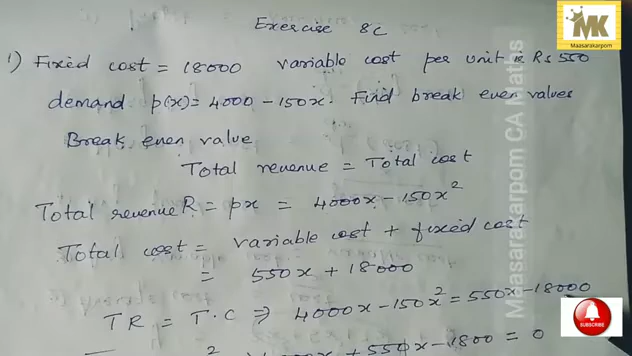 Exercise 8C
MK
Maasarakarpom
1) Fixed cost = 18000 variable cost per unit is Rs 550
demand p(x) = 4000 - 150x. Find break even values
Break even value
Total revenue = Total cost
Total revenue R = px = 4000x - 150x²
Total cost = variable cost + fixed cost
= 550x + 18000
TR = T.C ⇒ 4000x - 150x² = 550x - 18000
+ 550x - 1800 = 0
Maasarakarpom CA Maths
SUBSCRIBE